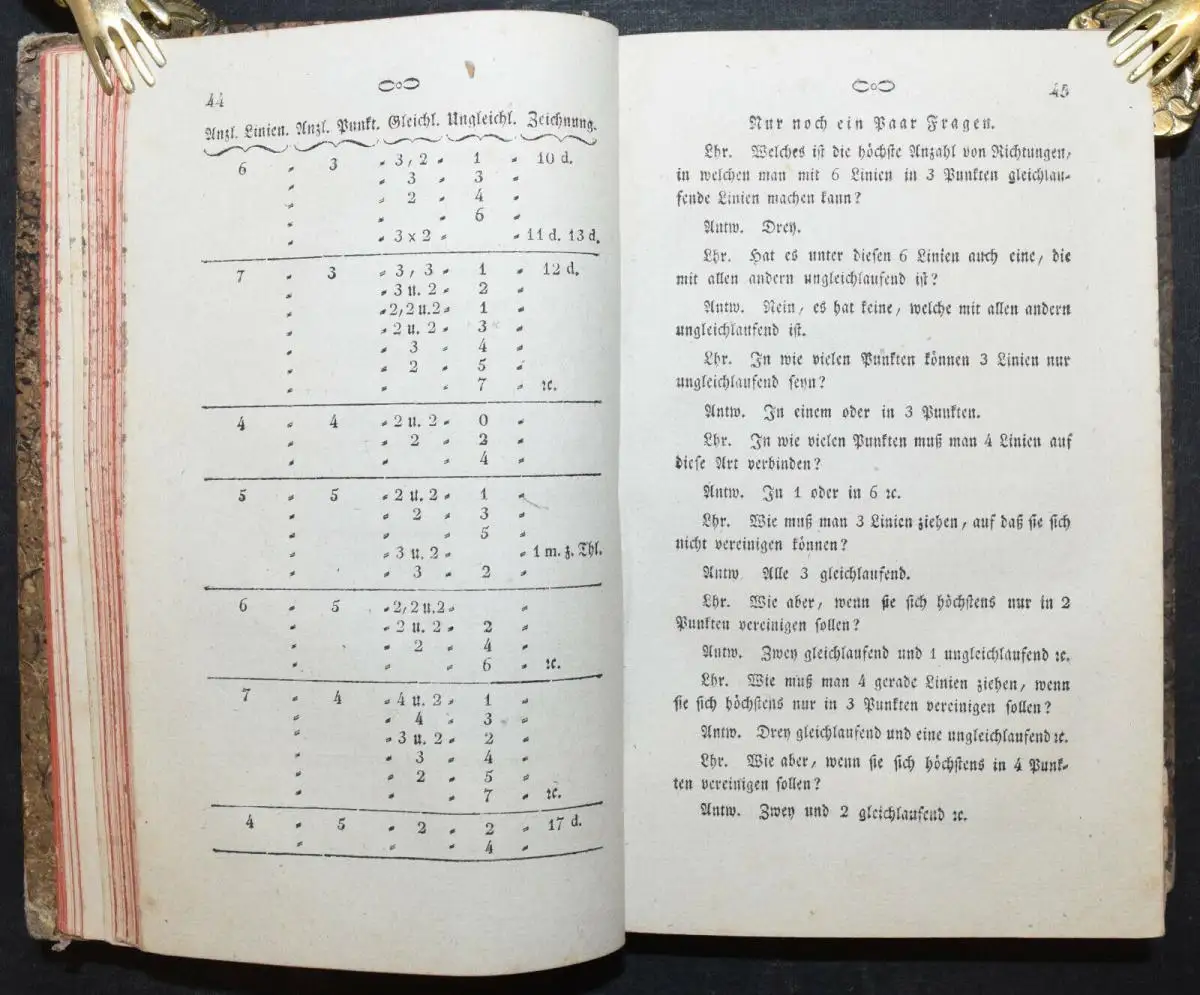 44
Anzl. Linien. Anzl. Punkt. Gleichl. Ungleichl. Zeichnung.
6 „ 3 „ 3, 2 „ 1 „ 10 d.
„ „ 3 „ 3 „
„ „ 2 „ 4 „
„ „ „ 6 „
„ „ 3 x 2 „ „ 11 d. 13 d.
7 „ 3 „ 3, 3 „ 1 „ 12 d.
„ „ 3 u. 2 „ 2 „
„ „ 2, 2 u. 2 „ 1 „
„ „ 2 u. 2 „ 3 „
„ „ 3 „ 4 „
„ „ 2 „ 5 „
„ „ „ 7 „ ꝛc.
4 „ 4 „ 2 u. 2 „ 0 „
„ „ 2 „ 2 „
„ „ „ 4 „
5 „ 5 „ 2 u. 2 „ 1 „
„ „ 2 „ 3 „
„ „ „ 5 „
„ „ 3 u. 2 „ „ 1 m. z. Thl.
„ „ 3 „ 2 „
6 „ 5 „ 2, 2 u. 2 „ „
„ „ 2 u. 2 „ 2 „
„ „ 2 „ 4 „
„ „ „ 6 „ ꝛc.
7 „ 4 „ 4 u. 2 „ 1 „
„ „ 4 „ 3 „
„ „ 3 u. 2 „ 2 „
„ „ 3 „ 4 „
„ „ 2 „ 5 „
„ „ „ 7 „ ꝛc.
4 „ 5 „ 2 „ 2 „ 17 d.
„ „ „ 4 „
45
Nur noch ein Paar Fragen.
Lhr. Welches ist die höchste Anzahl von Richtungen,
in welchen man mit 6 Linien in 3 Punkten gleichlau-
fende Linien machen kann?
Antw. Drey.
Lhr. Hat es unter diesen 6 Linien auch eine, die
mit allen andern ungleichlaufend ist?
Antw. Nein, es hat keine, welche mit allen andern
ungleichlaufend ist.
Lhr. In wie vielen Punkten können 3 Linien nur
ungleichlaufend seyn?
Antw. In einem oder in 3 Punkten.
Lhr. In wie vielen Punkten muß man 4 Linien auf
diese Art verbinden?
Antw. In 1 oder in 6 ꝛc.
Lhr. Wie muß man 3 Linien ziehen, auf daß sie sich
nicht vereinigen können?
Antw Alle 3 gleichlaufend.
Lhr. Wie aber, wenn sie sich höchstens nur in 2
Punkten vereinigen sollen?
Antw. Zwey gleichlaufend und 1 ungleichlaufend ꝛc.
Lhr. Wie muß man 4 gerade Linien ziehen, wenn
sie sich höchstens nur in 3 Punkten vereinigen sollen?
Antw. Drey gleichlaufend und eine ungleichlaufend ꝛc.
Lhr. Wie aber, wenn sie sich höchstens in 4 Punk-
ten vereinigen sollen?
Antw. Zwey und 2 gleichlaufend ꝛc.